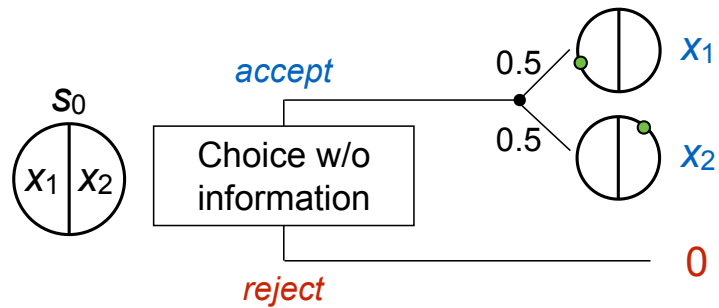 s0
x1 x2
accept
Choice w/o
information
reject
0.5
0.5
x1
x2
0